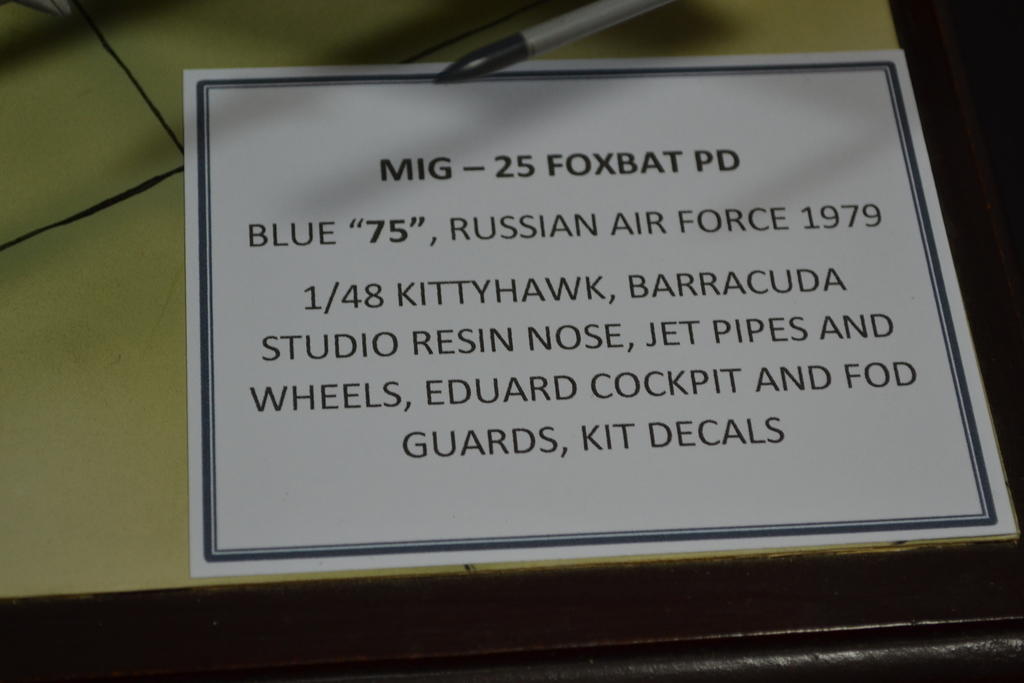 MIG – 25 FOXBAT PD
BLUE “75”, RUSSIAN AIR FORCE 1979
1/48 KITTYHAWK, BARRACUDA
STUDIO RESIN NOSE, JET PIPES AND
WHEELS, EDUARD COCKPIT AND FOD
GUARDS, KIT DECALS